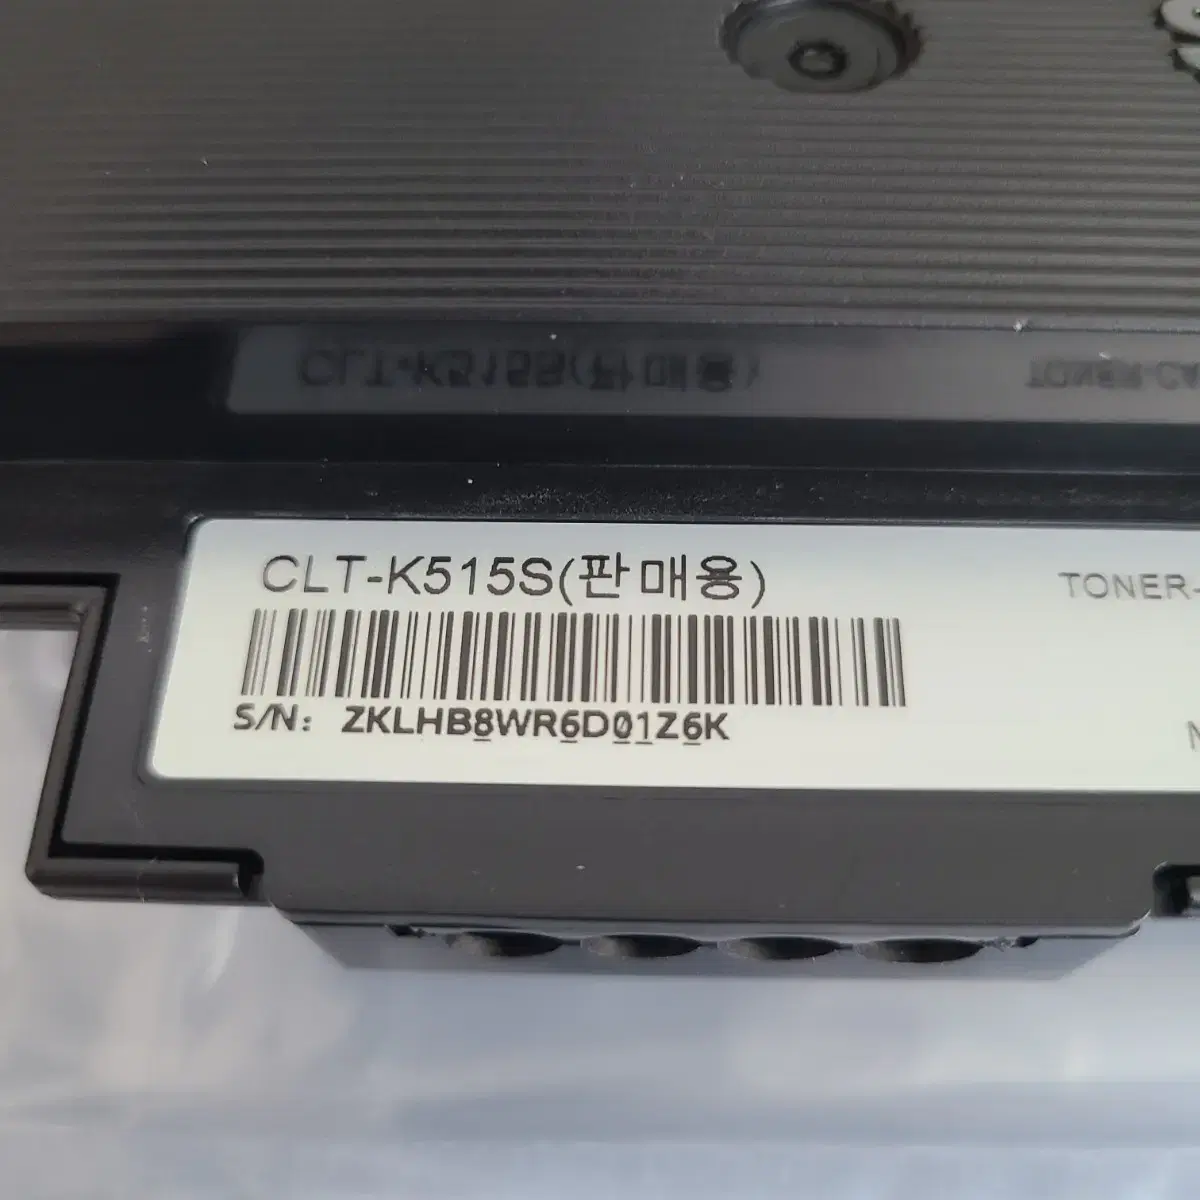 CLT-K515S(판매용)
TONER-
S/N: ZKLHB8WR6D01Z6K